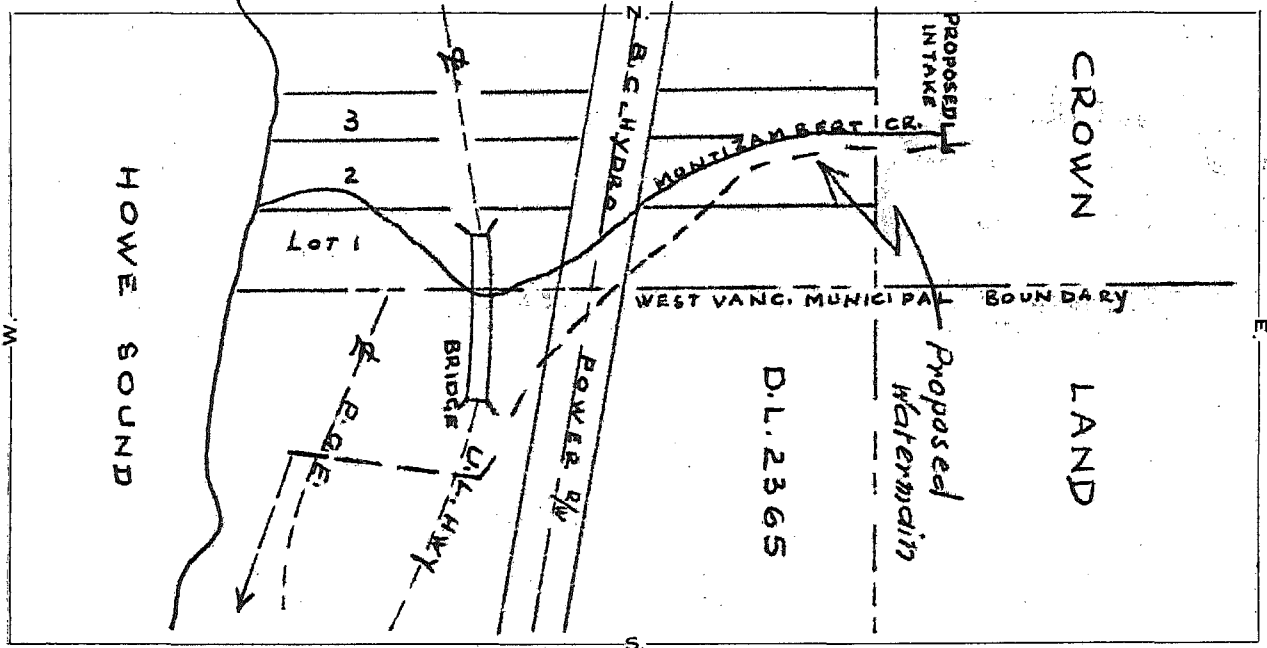 N.
W.
E.
S.
HOWE SOUND
3
2
LOT 1
B.C. HYDRO
POWER R/W
MONTIZAMBERT CR.
PROPOSED
INTAKE
CROWN
LAND
WEST VANC. MUNICIPAL BOUNDARY
BRIDGE
U.L. HWY
P.G.E.
D.L. 2365
Proposed
Watermain